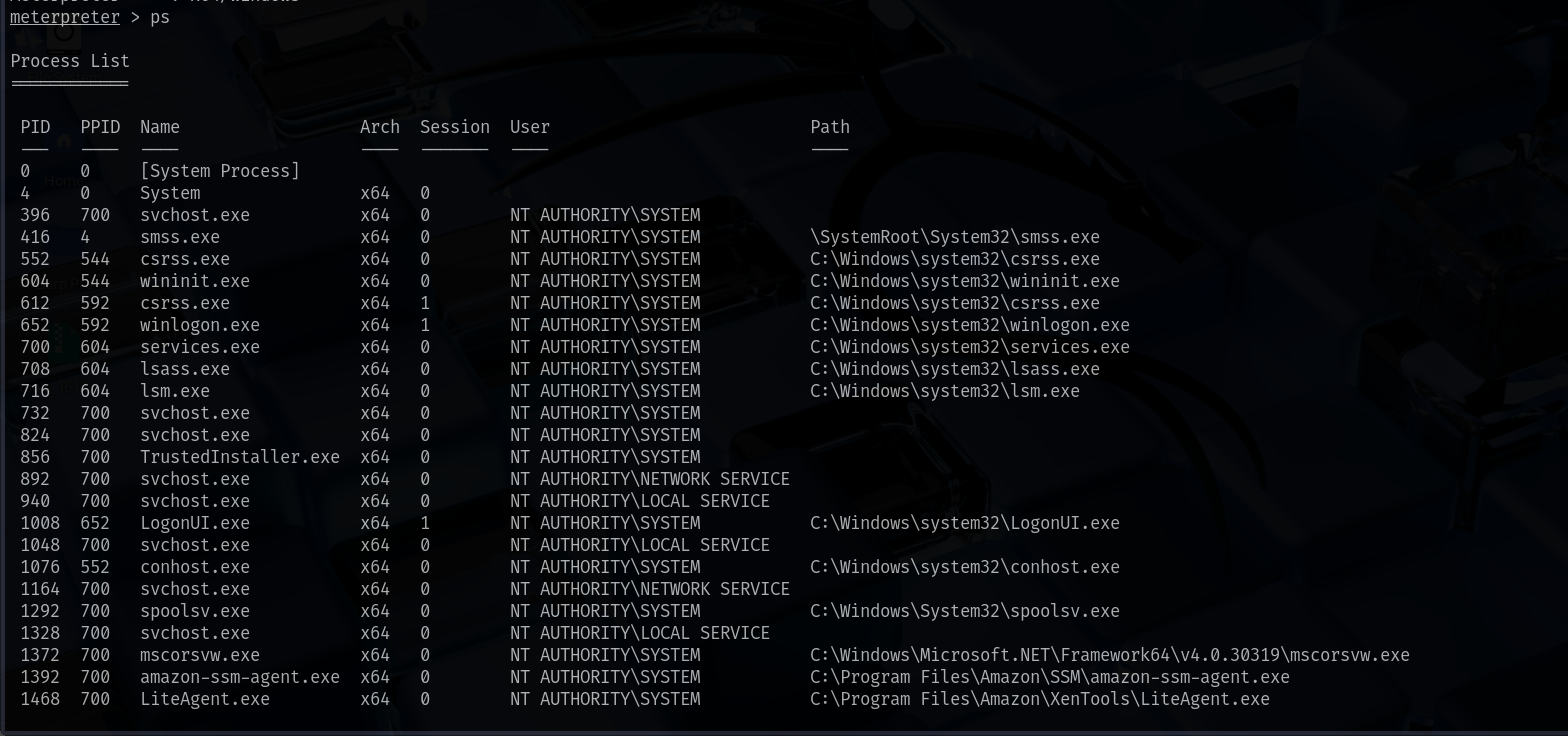 meterpreter > ps
Process List
PID PPID Name Arch Session User Path
0 0 [System Process]
4 0 System x64 0
396 700 svchost.exe x64 0 NT AUTHORITY\SYSTEM
416 4 smss.exe x64 0 NT AUTHORITY\SYSTEM \SystemRoot\System32\smss.exe
552 544 csrss.exe x64 0 NT AUTHORITY\SYSTEM C:\Windows\system32\csrss.exe
604 544 wininit.exe x64 0 NT AUTHORITY\SYSTEM C:\Windows\system32\wininit.exe
612 592 csrss.exe x64 1 NT AUTHORITY\SYSTEM C:\Windows\system32\csrss.exe
652 592 winlogon.exe x64 1 NT AUTHORITY\SYSTEM C:\Windows\system32\winlogon.exe
700 604 services.exe x64 0 NT AUTHORITY\SYSTEM C:\Windows\system32\services.exe
708 604 lsass.exe x64 0 NT AUTHORITY\SYSTEM C:\Windows\system32\lsass.exe
716 604 lsm.exe x64 0 NT AUTHORITY\SYSTEM C:\Windows\system32\lsm.exe
732 700 svchost.exe x64 0 NT AUTHORITY\SYSTEM
824 700 svchost.exe x64 0 NT AUTHORITY\SYSTEM
856 700 TrustedInstaller.exe x64 0 NT AUTHORITY\SYSTEM
892 700 svchost.exe x64 0 NT AUTHORITY\NETWORK SERVICE
940 700 svchost.exe x64 0 NT AUTHORITY\LOCAL SERVICE
1008 652 LogonUI.exe x64 1 NT AUTHORITY\SYSTEM C:\Windows\system32\LogonUI.exe
1048 700 svchost.exe x64 0 NT AUTHORITY\LOCAL SERVICE
1076 552 conhost.exe x64 0 NT AUTHORITY\SYSTEM C:\Windows\system32\conhost.exe
1164 700 svchost.exe x64 0 NT AUTHORITY\NETWORK SERVICE
1292 700 spoolsv.exe x64 0 NT AUTHORITY\SYSTEM C:\Windows\System32\spoolsv.exe
1328 700 svchost.exe x64 0 NT AUTHORITY\LOCAL SERVICE
1372 700 mscorsvw.exe x64 0 NT AUTHORITY\SYSTEM C:\Windows\Microsoft.NET\Framework64\v4.0.30319\mscorsvw.exe
1392 700 amazon-ssm-agent.exe x64 0 NT AUTHORITY\SYSTEM C:\Program Files\Amazon\SSM\amazon-ssm-agent.exe
1468 700 LiteAgent.exe x64 0 NT AUTHORITY\SYSTEM C:\Program Files\Amazon\XenTools\LiteAgent.exe